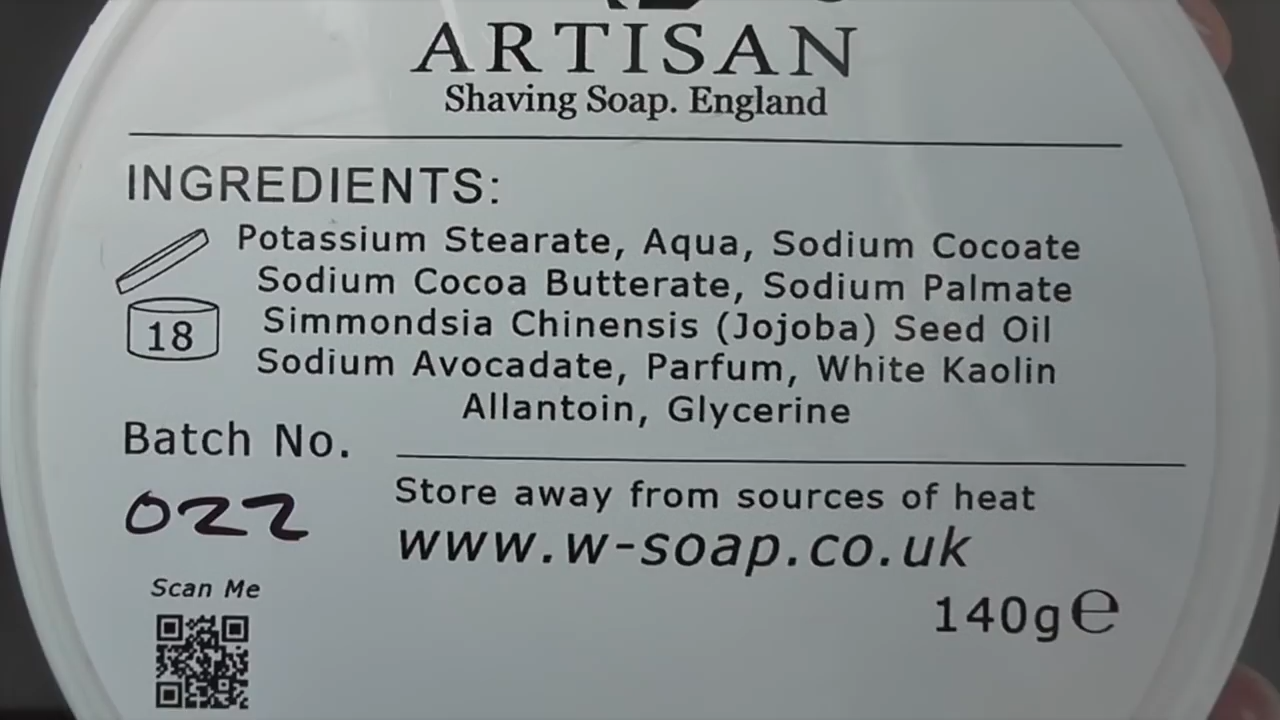 ARTISAN
Shaving Soap. England
INGREDIENTS:
Potassium Stearate, Aqua, Sodium Cocoate
Sodium Cocoa Butterate, Sodium Palmate
Simmondsia Chinensis (Jojoba) Seed Oil
Sodium Avocadate, Parfum, White Kaolin
Allantoin, Glycerine
18
Batch No.
022
Store away from sources of heat
www.w-soap.co.uk
Scan Me
140g℮